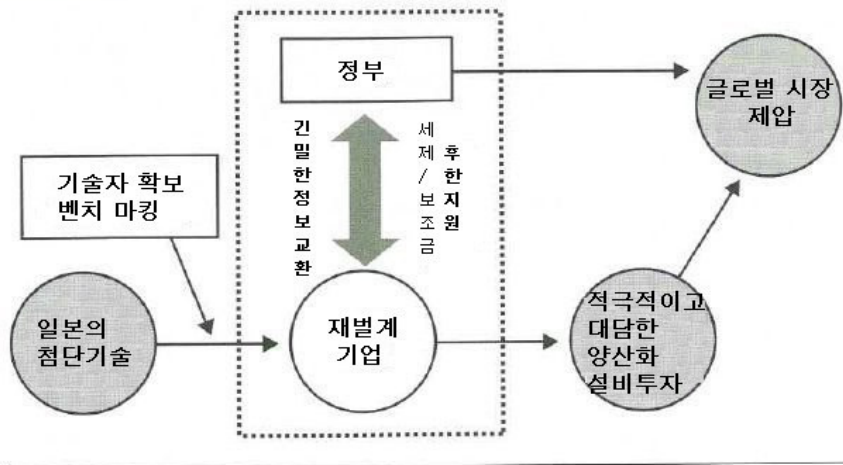 정부
글로벌 시장
제압
긴밀한정보교환
세제/보조금
후한지원
기술자 확보
벤치 마킹
일본의
첨단기술
재벌계
기업
적극적이고
대담한
양산화
설비투자